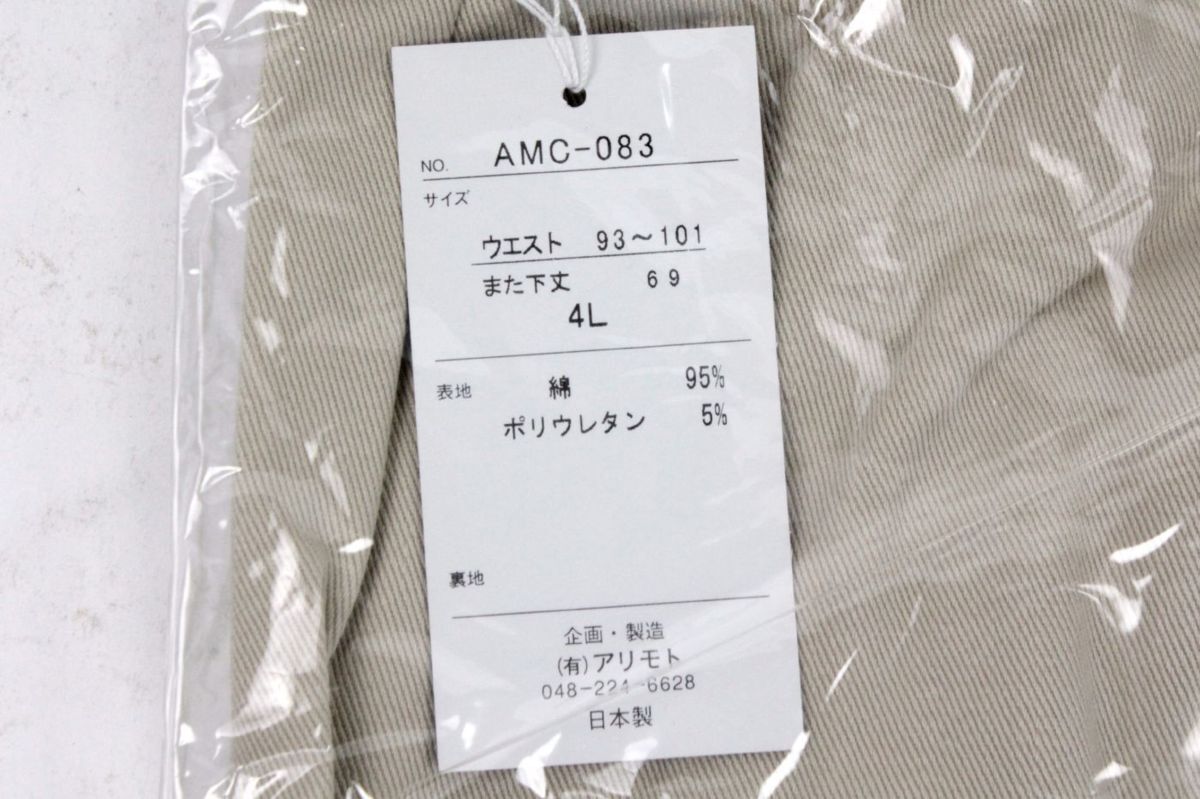 NO. AMC-083
サイズ
ウエスト 93～101
また下丈 69
4L
表地 綿 95%
ポリウレタン 5%
裏地
企画・製造
(有)アリモト
048-224-6628
日本製